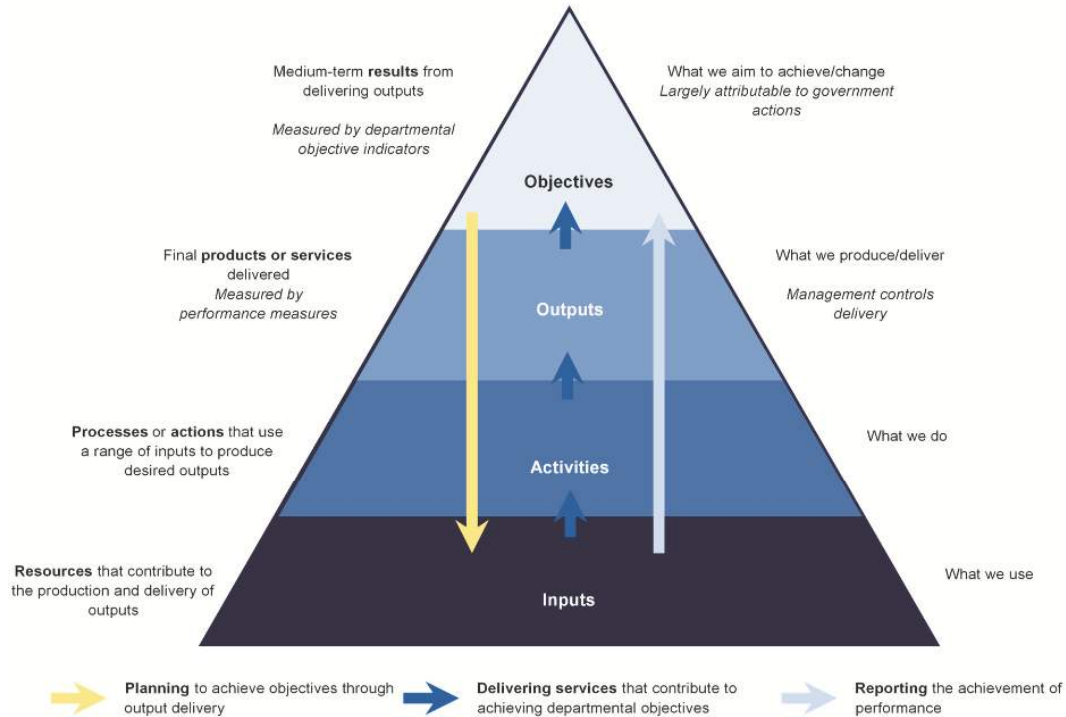 Medium-term results from
delivering outputs
Measured by departmental
objective indicators
What we aim to achieve/change
Largely attributable to government
actions
Objectives
Final products or services
delivered
Measured by
performance measures
What we produce/deliver
Management controls
delivery
Outputs
Processes or actions that use
a range of inputs to produce
desired outputs
What we do
Activities
Resources that contribute to
the production and delivery of
outputs
What we use
Inputs
Planning to achieve objectives through
output delivery
Delivering services that contribute to
achieving departmental objectives
Reporting the achievement of
performance